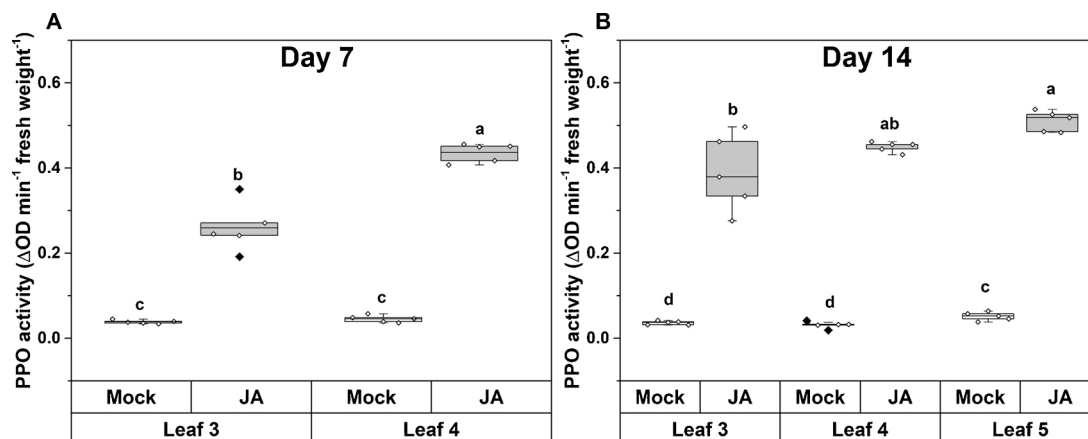 A
Day 7
PPO activity (ΔOD min⁻¹ fresh weight⁻¹)
0.6
0.4
0.2
0.0
c
b
c
a
Mock JA Mock JA
Leaf 3 Leaf 4
B
Day 14
PPO activity (ΔOD min⁻¹ fresh weight⁻¹)
0.6
0.4
0.2
0.0
d
b
d
ab
c
a
Mock JA Mock JA Mock JA
Leaf 3 Leaf 4 Leaf 5